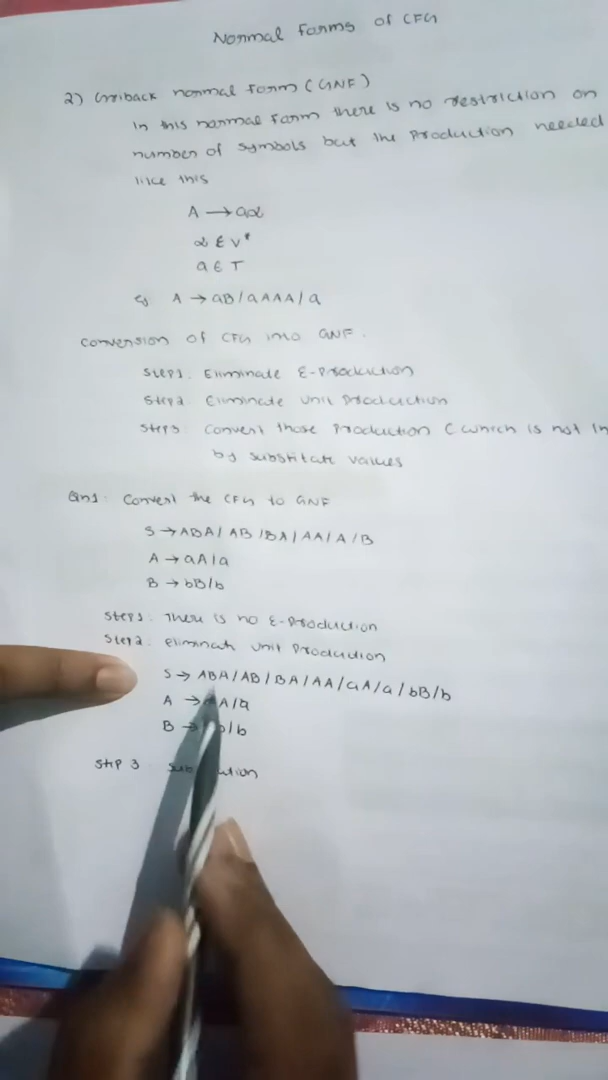 Normal Forms of CFG
2) Griback normal form (GNF)
In this normal form there is no restriction on
number of symbols but the production needed
like this
A → aα
α ∈ V*
a ∈ T
eg A → aB/aAAA/a
Conversion of CFG into GNF.
Step1: Eliminate ε-Production
Step2: Eliminate unit production
Step3: Convert those production (which is not in
by substitute values
Qn1: Convert the CFG to GNF
S → ABA/AB/BA/AA/A/B
A → aA/a
B → bB/b
Step1: There is no ε-Production
Step2: Eliminate unit production
S → ABA/AB/BA/AA/aA/a/bB/b
A → A/a
B → /b
Step 3